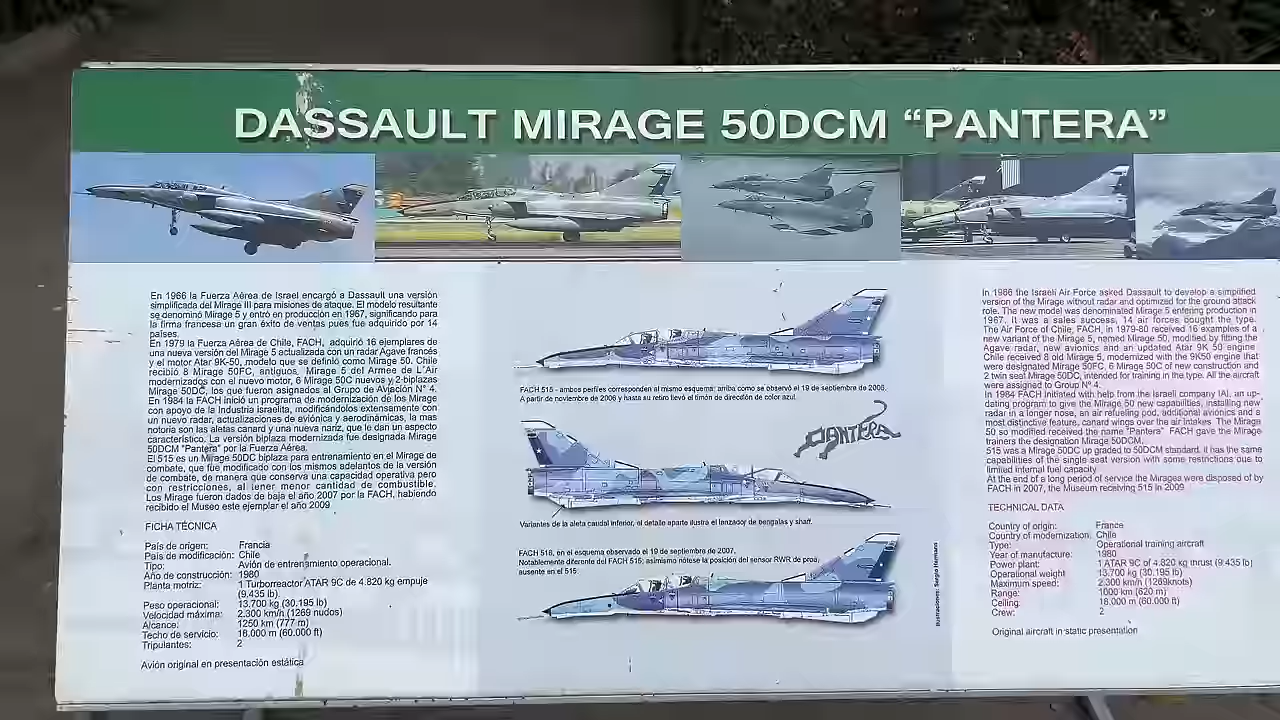 DASSAULT MIRAGE 50DCM “PANTERA”
En 1966 la Fuerza Aérea de Israel encargó a Dassault una versión
simplificada del Mirage III para misiones de ataque. El modelo resultante
se denominó Mirage 5 y entró en producción en 1967, significando para
la firma francesa un gran éxito de ventas pues fue adquirido por 14
países.
En 1979 la Fuerza Aérea de Chile, FACH, adquirió 16 ejemplares de
una nueva versión del Mirage 5 actualizada con un radar Agave francés
y el motor Atar 9K-50, modelo que se definió como Mirage 50. Chile
recibió 8 Mirage 50FC, antiguos. Mirage 5 del Armee de L'Air
modernizados con el nuevo motor, 6 Mirage 50C nuevos y 2 biplazas
Mirage 50DC, los que fueron asignados al Grupo de Aviación N° 4.
En 1984 la FACH inició un programa de modernización de los Mirage
con apoyo de la Industria Israelita, modificándolos extensamente con
un nuevo radar, actualizaciones de aviónica y aerodinámicas, la mas
notoria son las aletas canard y una nueva nariz, que le dan un aspecto
característico. La versión biplaza modernizada fue designada Mirage
50DCM "Pantera" por la Fuerza Aérea.
El 515 es un Mirage 50DC biplaza para entrenamiento en el Mirage de
combate, que fue modificado con los mismos adelantos de la versión
de combate, de manera que conserva una capacidad operativa pero
con restricciones, al tener menor cantidad de combustible.
Los Mirage fueron dados de baja el año 2007 por la FACH, habiendo
recibido el Museo este ejemplar el año 2009
FICHA TÉCNICA
País de origen: Francia
País de modificación: Chile
Tipo: Avión de entrenamiento operacional.
Año de construcción: 1980
Planta motriz: 1 Turborreactor ATAR 9C de 4.820 kg empuje
(9.435 lb).
Peso operacional: 13.700 kg (30.195 lb)
Velocidad máxima: 2.300 km/h (1269 nudos)
Alcance: 1250 km (777 m)
Techo de servicio: 18.000 m (60.000 ft)
Tripulantes: 2
Avión original en presentación estática
FACH 515 - ambos perfiles corresponden al mismo esquema: arriba como se observó el 19 de septiembre de 2006.
A partir de noviembre de 2006 y hasta su retiro llevó el timón de dirección de color azul.
PANTERA
Variantes de la aleta caudal inferior, el detalle aparte ilustra el lanzador de bengalas y chaff.
FACH 516, en el esquema observado el 19 de septiembre de 2007.
Notablemente diferente del FACH 515; asimismo nótese la posición del sensor RWR de proa,
ausente en el 515.
Ilustraciones:
In 1966 the Israeli Air Force asked Dassault to develop a simplified
version of the Mirage without radar and optimized for the ground attack
role. The new model was denominated Mirage 5 entering production in
1967. It was a sales success, 14 air forces bought the type.
The Air Force of Chile, FACH, in 1979-80 received 16 examples of a
new variant of the Mirage 5, named Mirage 50, modified by fitting the
Agave radar, new avionics and an updated Atar 9K 50 engine
Chile received 8 old Mirage 5, modernized with the 9K50 engine that
were designated Mirage 50FC, 6 Mirage 50C of new construction and
2 twin seat Mirage 50DC, intended for training in the type. All the aircraft
were assigned to Group N° 4.
In 1984 FACH initiated with help from the Israeli company IAI, an up-
dating program to give the Mirage 50 new capabilities, installing new
radar in a longer nose, an air refueling pod, additional avionics and a
most distinctive feature, canard wings over the air intakes. The Mirage
50 so modified received the name "Pantera" FACH gave the Mirage
trainers the designation Mirage 50DCM.
515 was a Mirage 50DC up graded to 50DCM standard, it has the same
capabilities of the single seat version with some restrictions due to
limited internal fuel capacity
At the end of a long period of service the Mirages were disposed of by
FACH in 2007, the Museum receiving 515 in 2009
TECHNICAL DATA
Country of origin: France
Country of modernization: Chile
Type: Operational training aircraft
Year of manufacture: 1980
Power plant: 1 ATAR 9C of 4.820 kg thrust (9.435 lb)
Operational weight 13.700 kg (30.195 lb)
Maximum speed: 2.300 km/h (1269knots)
Range: 1000 km (620 m)
Ceiling: 18.000 m (60.000 ft)
Crew: 2
Original aircraft in static presentation